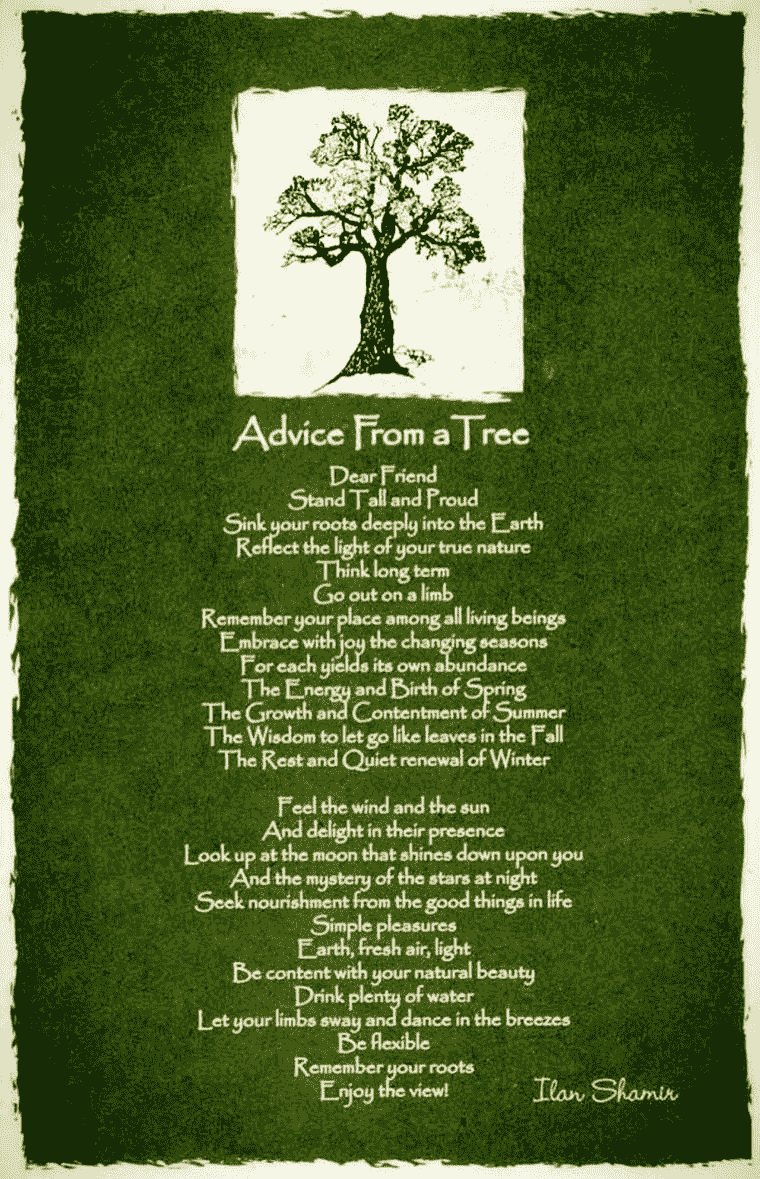 Advice From a Tree
Dear Friend
Stand Tall and Proud
Sink your roots deeply into the Earth
Reflect the light of your true nature
Think long term
Go out on a limb
Remember your place among all living beings
Embrace with joy the changing seasons
For each yields its own abundance
The Energy and Birth of Spring
The Growth and Contentment of Summer
The Wisdom to let go like leaves in the Fall
The Rest and Quiet renewal of Winter
Feel the wind and the sun
And delight in their presence
Look up at the moon that shines down upon you
And the mystery of the stars at night
Seek nourishment from the good things in life
Simple pleasures
Earth, fresh air, light
Be content with your natural beauty
Drink plenty of water
Let your limbs sway and dance in the breezes
Be flexible
Remember your roots
Enjoy the view!
Ilan Shamir